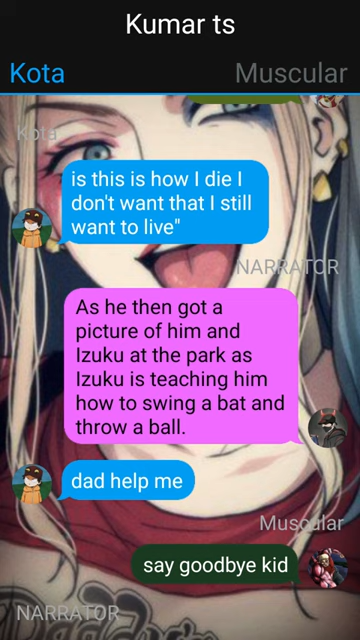 Kumar ts
Kota
Muscular
Kota
is this is how I die I
don't want that I still
want to live"
NARRATOR
As he then got a
picture of him and
Izuku at the park as
Izuku is teaching him
how to swing a bat and
throw a ball.
dad help me
Muscular
say goodbye kid
NARRATOR